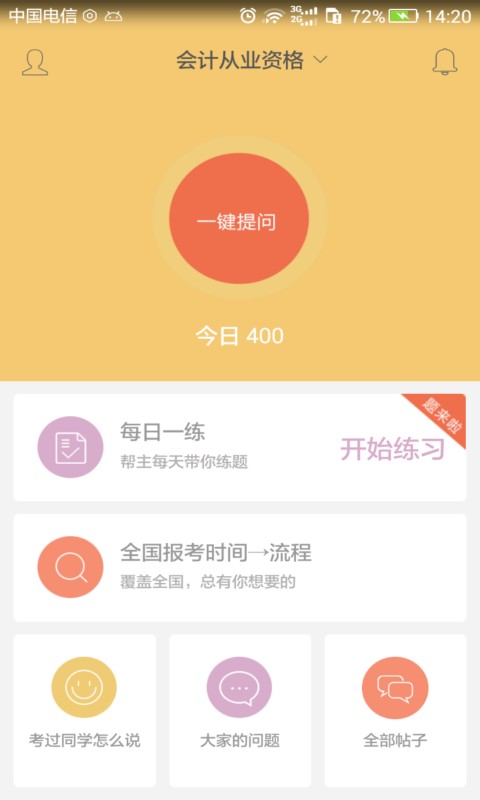 中国电信 3G 2G 72% 14:20
会计从业资格
一键提问
今日 400
题来啦
每日一练
帮主每天带你练题
开始练习
全国报考时间→流程
覆盖全国，总有你想要的
考过同学怎么说
大家的问题
全部帖子